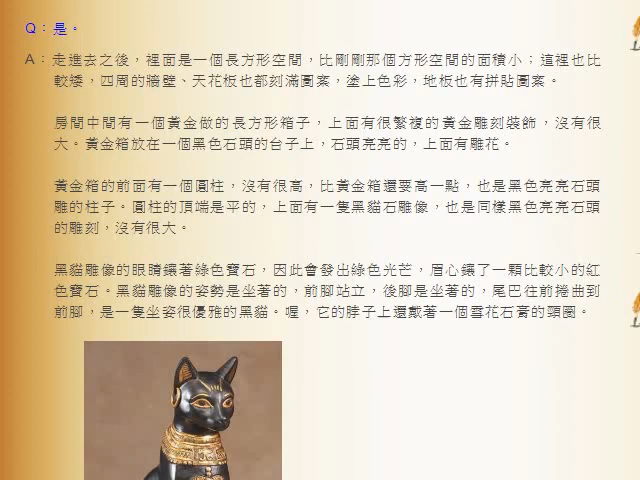 Q：是。
A：走進去之後，裡面是一個長方形空間，比剛剛那個方形空間的面積小；這裡也比
較矮，四周的牆壁、天花板也都刻滿圖案，塗上色彩，地板也有拼貼圖案。
房間中間有一個黃金做的長方形箱子，上面有很繁複的黃金雕刻裝飾，沒有很
大。黃金箱放在一個黑色石頭的台子上，石頭亮亮的，上面有雕花。
黃金箱的前面有一個圓柱，沒有很高，比黃金箱還要高一點，也是黑色亮亮石頭
雕的柱子。圓柱的頂端是平的，上面有一隻黑貓石雕像，也是同樣黑色亮亮石頭
的雕刻，沒有很大。
黑貓雕像的眼睛鑲著綠色寶石，因此會發出綠色光芒，眉心鑲了一顆比較小的紅
色寶石。黑貓雕像的姿勢是坐著的，前腳站立，後腳是坐著的，尾巴往前捲曲到
前腳，是一隻坐姿很優雅的黑貓。喔，它的脖子上還戴著一個雪花石膏的頸圈。